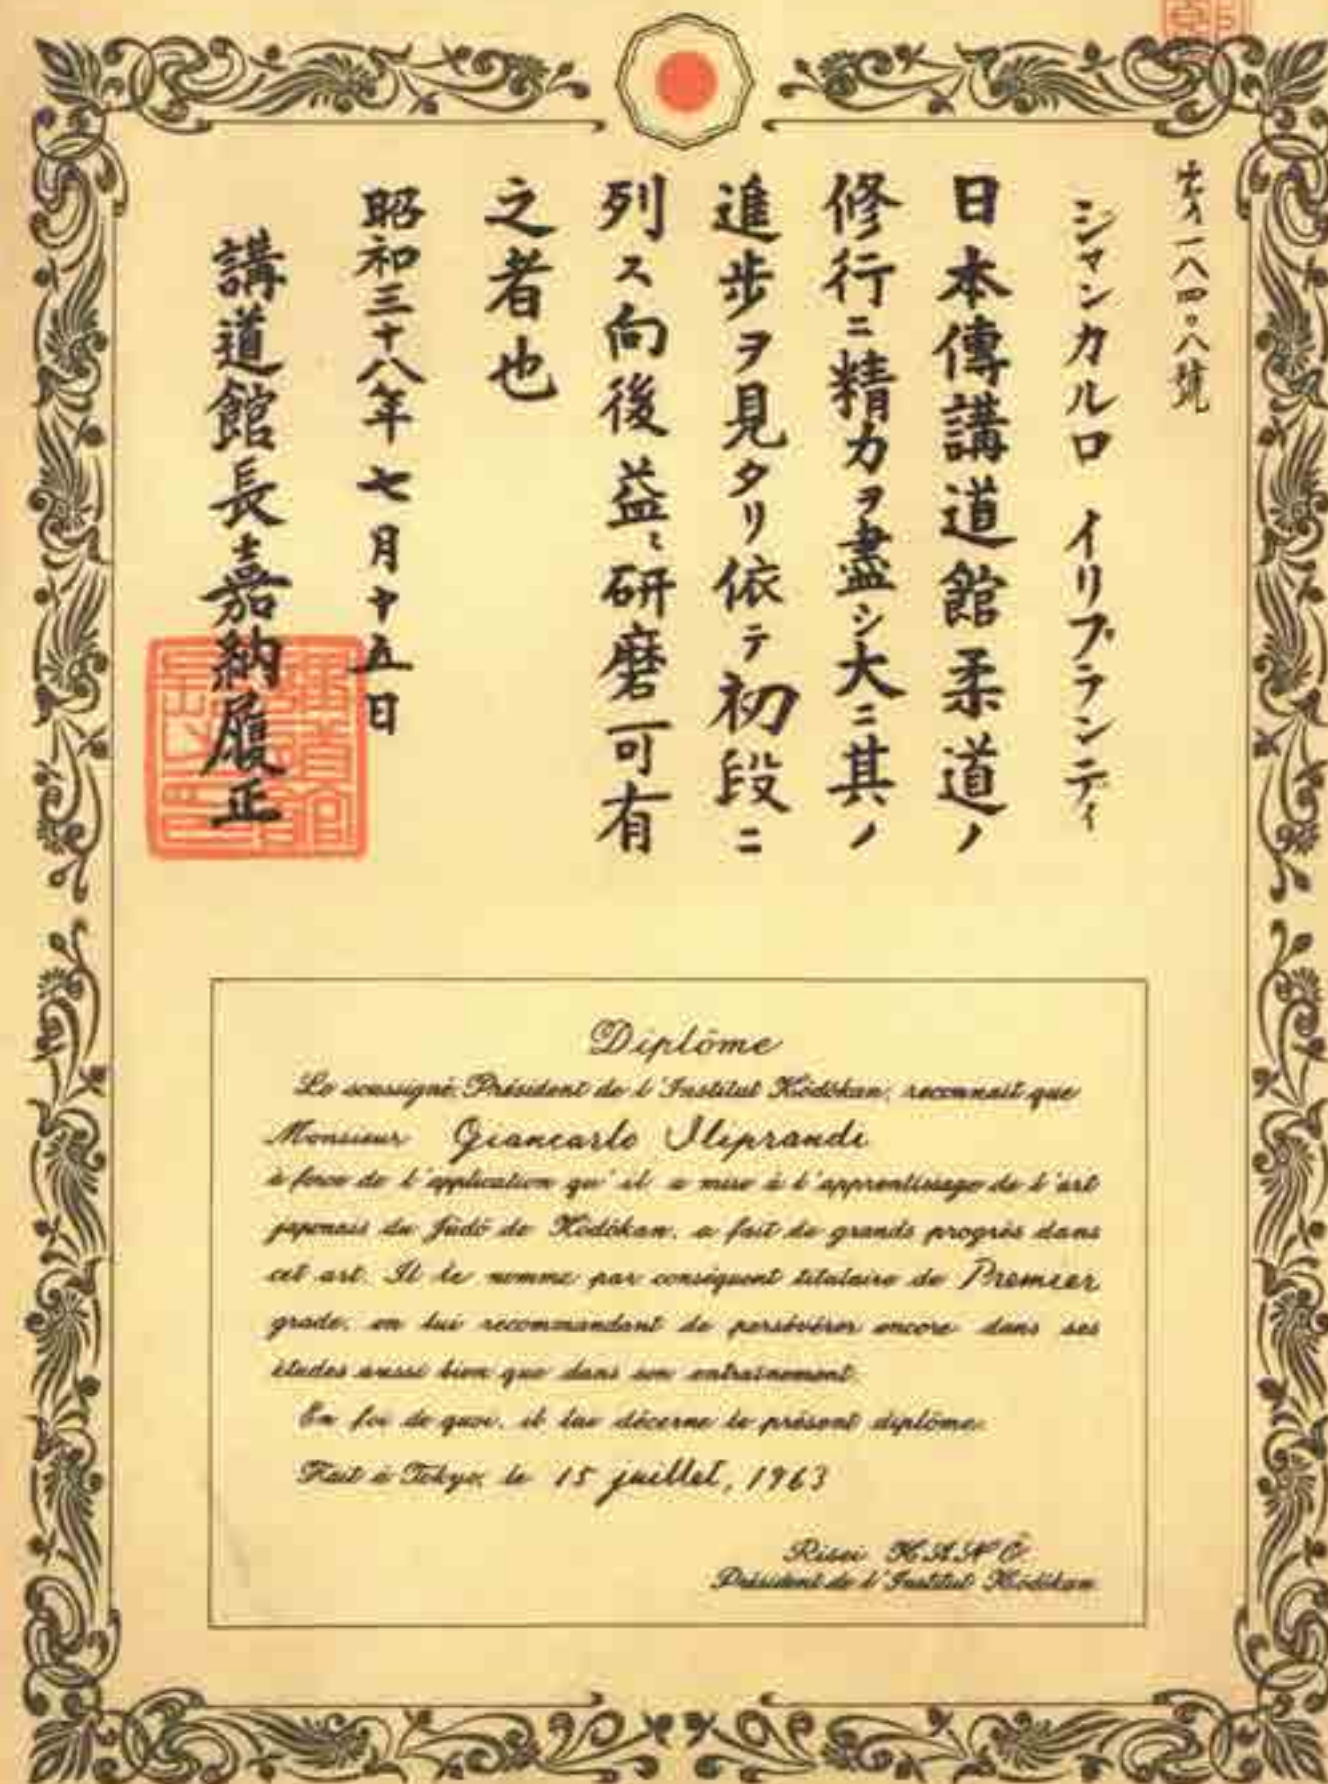 一八四〇八號
ジャンカルロ イリプランディ
日本傳講道館柔道ノ
修行ニ精力ヲ盡シ大ニ其ノ
進歩ヲ見タリ依テ初段ニ
列ス向後益〻研磨可有
之者也
昭和三十八年七月十五日
講道館長嘉納履正
Diplôme
Le soussigné, Président de l'Institut Kôdôkan, reconnait que
Monsieur Giancarlo Iliprandi
à force de l'application qu'il a mise à l'apprentissage de l'art
japonais du Jûdô de Kôdôkan, a fait de grands progrès dans
cet art. Il le nomme par conséquent titulaire de Premier
grade, en lui recommandant de persévérer encore dans ses
études aussi bien que dans son entraînement.
En foi de quoi, il lui décerne le présent diplôme.
Fait à Tokyo, le 15 juillet, 1963
Risei KANO
Président de l'Institut Kôdôkan